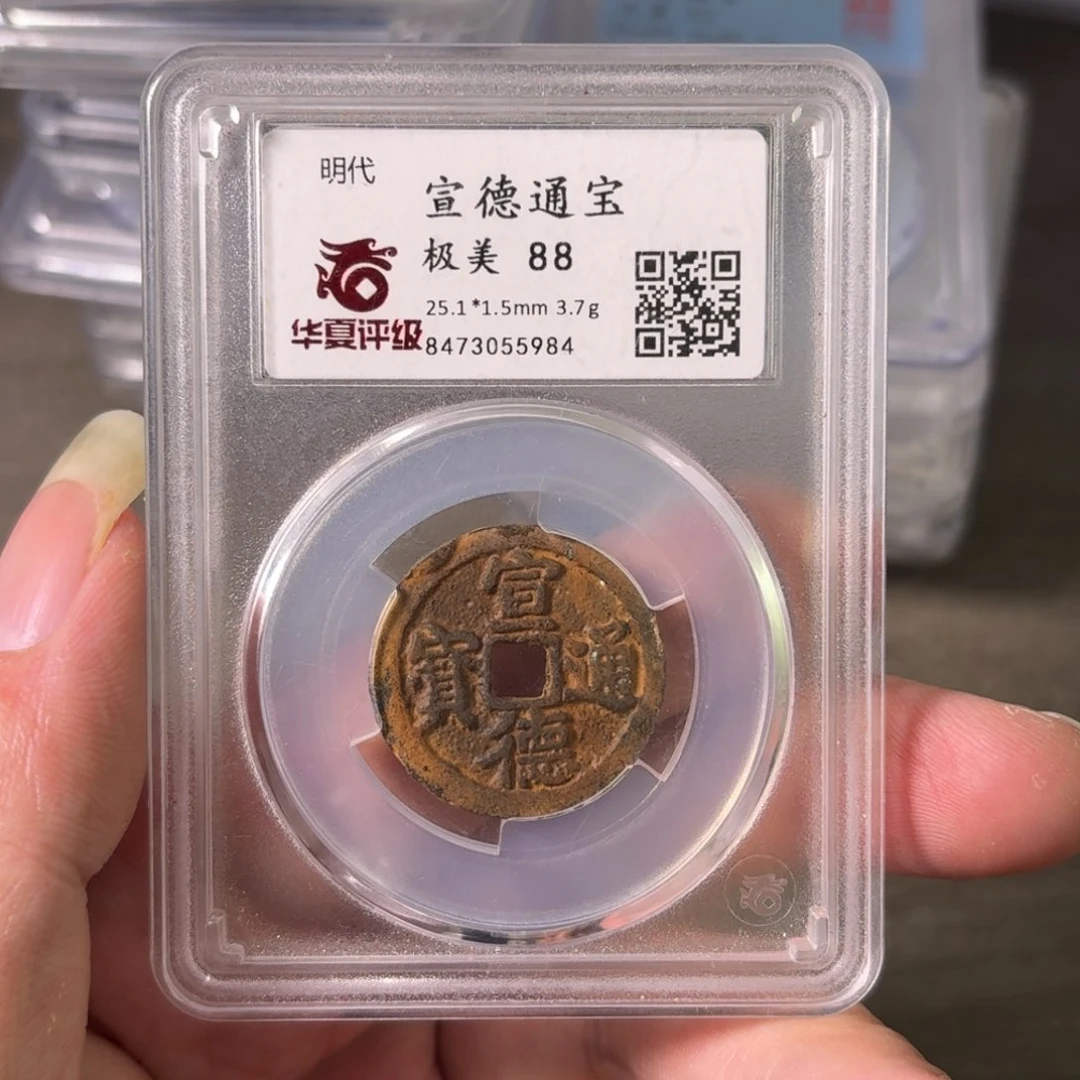 明代
宣德通宝
极美 88
25.1*1.5mm 3.7g
华夏评级
8473055984
宣
德
通
寳